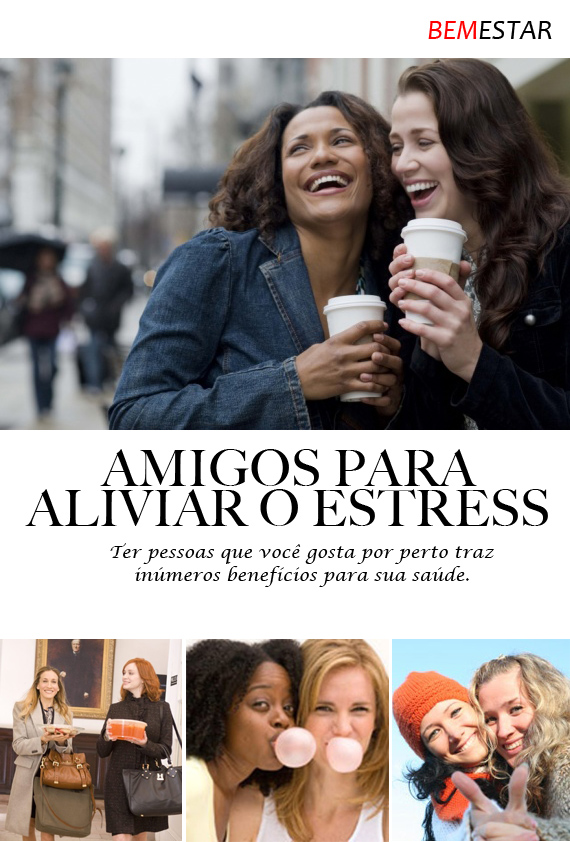 BEMESTAR
AMIGOS PARA
ALIVIAR O ESTRESS
Ter pessoas que você gosta por perto traz
inúmeros benefícios para sua saúde.